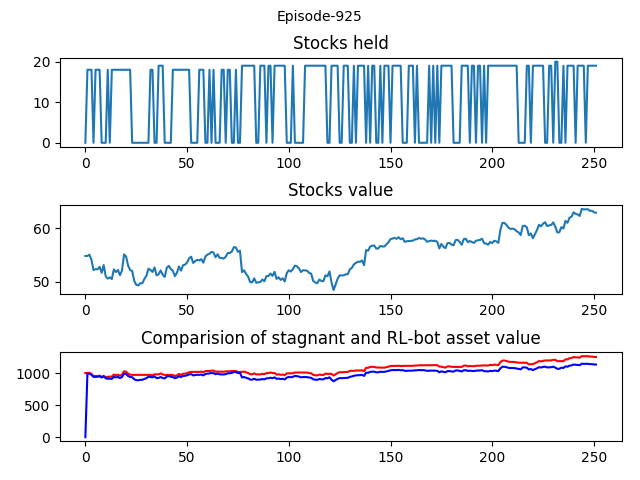 Episode-925
Stocks held
20
10
0
0 50 100 150 200 250
Stocks value
60
50
0 50 100 150 200 250
Comparision of stagnant and RL-bot asset value
1000
500
0
0 50 100 150 200 250